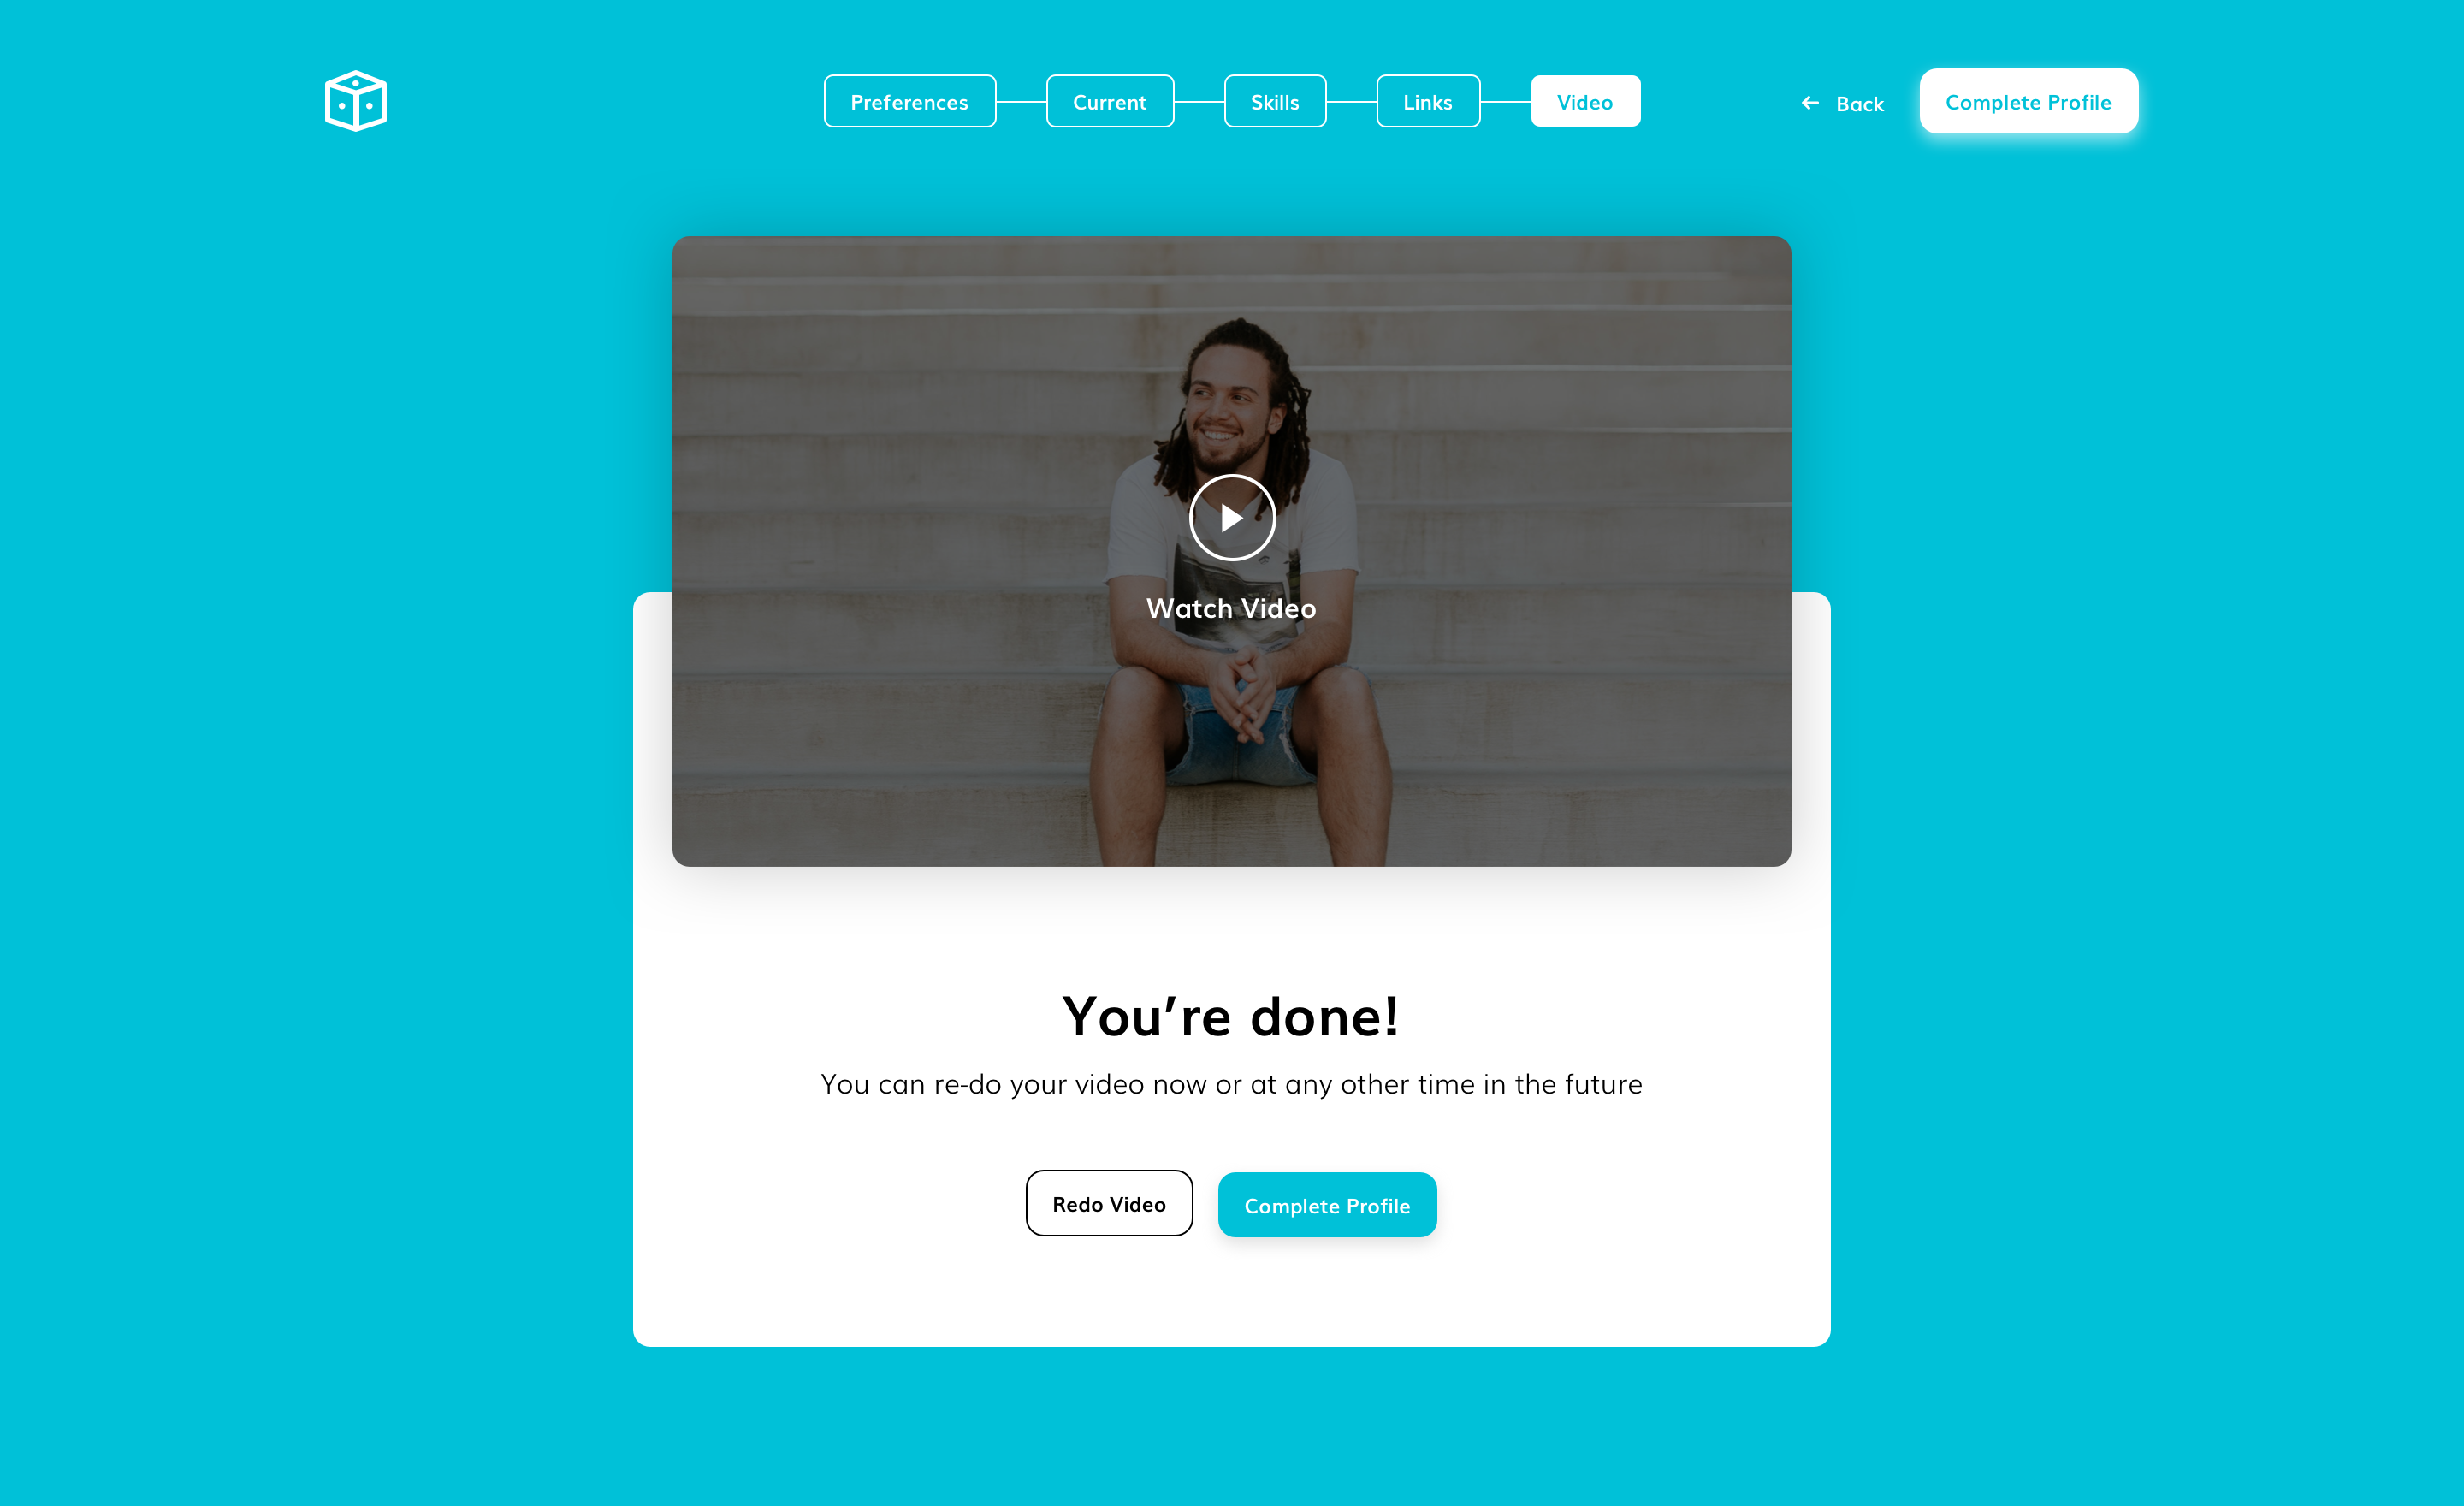 Preferences
Current
Skills
Links
Video
Back
Complete Profile
Watch Video
You’re done!
You can re-do your video now or at any other time in the future
Redo Video
Complete Profile